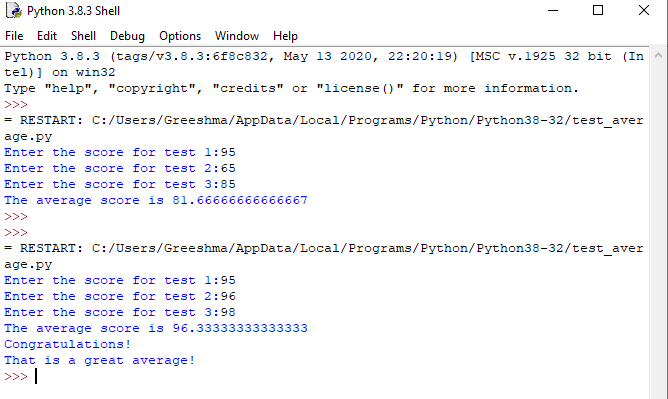 Python 3.8.3 Shell
File Edit Shell Debug Options Window Help
Python 3.8.3 (tags/v3.8.3:6f8c832, May 13 2020, 22:20:19) [MSC v.1925 32 bit (In
tel)] on win32
Type "help", "copyright", "credits" or "license()" for more information.
>>>
= RESTART: C:/Users/Greeshma/AppData/Local/Programs/Python/Python38-32/test_aver
age.py
Enter the score for test 1:95
Enter the score for test 2:65
Enter the score for test 3:85
The average score is 81.66666666666667
>>>
>>>
= RESTART: C:/Users/Greeshma/AppData/Local/Programs/Python/Python38-32/test_aver
age.py
Enter the score for test 1:95
Enter the score for test 2:96
Enter the score for test 3:98
The average score is 96.33333333333333
Congratulations!
That is a great average!
>>>